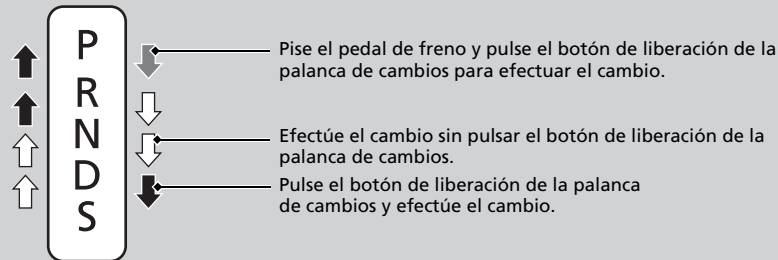 P
R
N
D
S
Pise el pedal de freno y pulse el botón de liberación de la
palanca de cambios para efectuar el cambio.
Efectúe el cambio sin pulsar el botón de liberación de la
palanca de cambios.
Pulse el botón de liberación de la palanca
de cambios y efectúe el cambio.